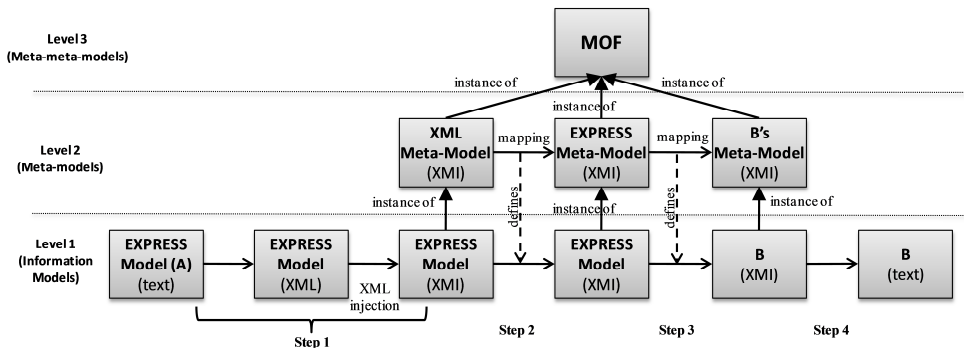 Level 3
(Meta-meta-models)
MOF
instance of
instance of
instance of
Level 2
(Meta-models)
XML
Meta-Model
(XMI)
mapping
EXPRESS
Meta-Model
(XMI)
mapping
B's
Meta-Model
(XMI)
instance of
defines
instance of
defines
instance of
Level 1
(Information
Models)
EXPRESS
Model (A)
(text)
EXPRESS
Model
(XML)
XML
injection
EXPRESS
Model
(XMI)
EXPRESS
Model
(XMI)
B
(XMI)
B
(text)
Step 1
Step 2
Step 3
Step 4